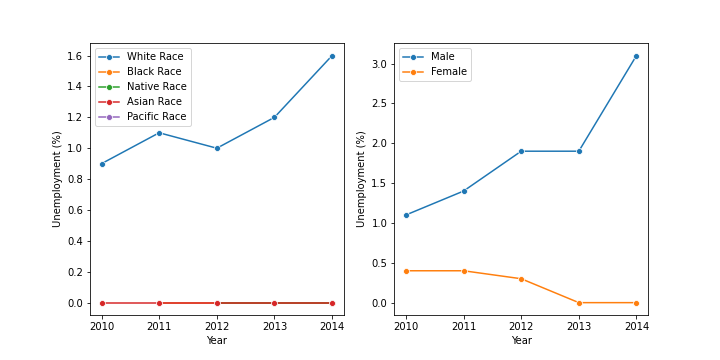 White Race
Black Race
Native Race
Asian Race
Pacific Race
Unemployment (%)
1.6
1.4
1.2
1.0
0.8
0.6
0.4
0.2
0.0
2010 2011 2012 2013 2014
Year
Male
Female
Unemployment (%)
3.0
2.5
2.0
1.5
1.0
0.5
0.0
2010 2011 2012 2013 2014
Year